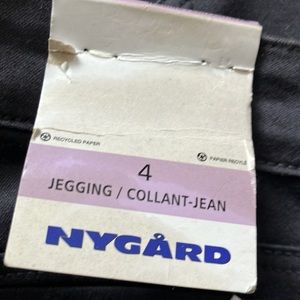 RECYCLED PAPER PAPIER RECYCLÉ
4
JEGGING / COLLANT-JEAN
NYGÅRD